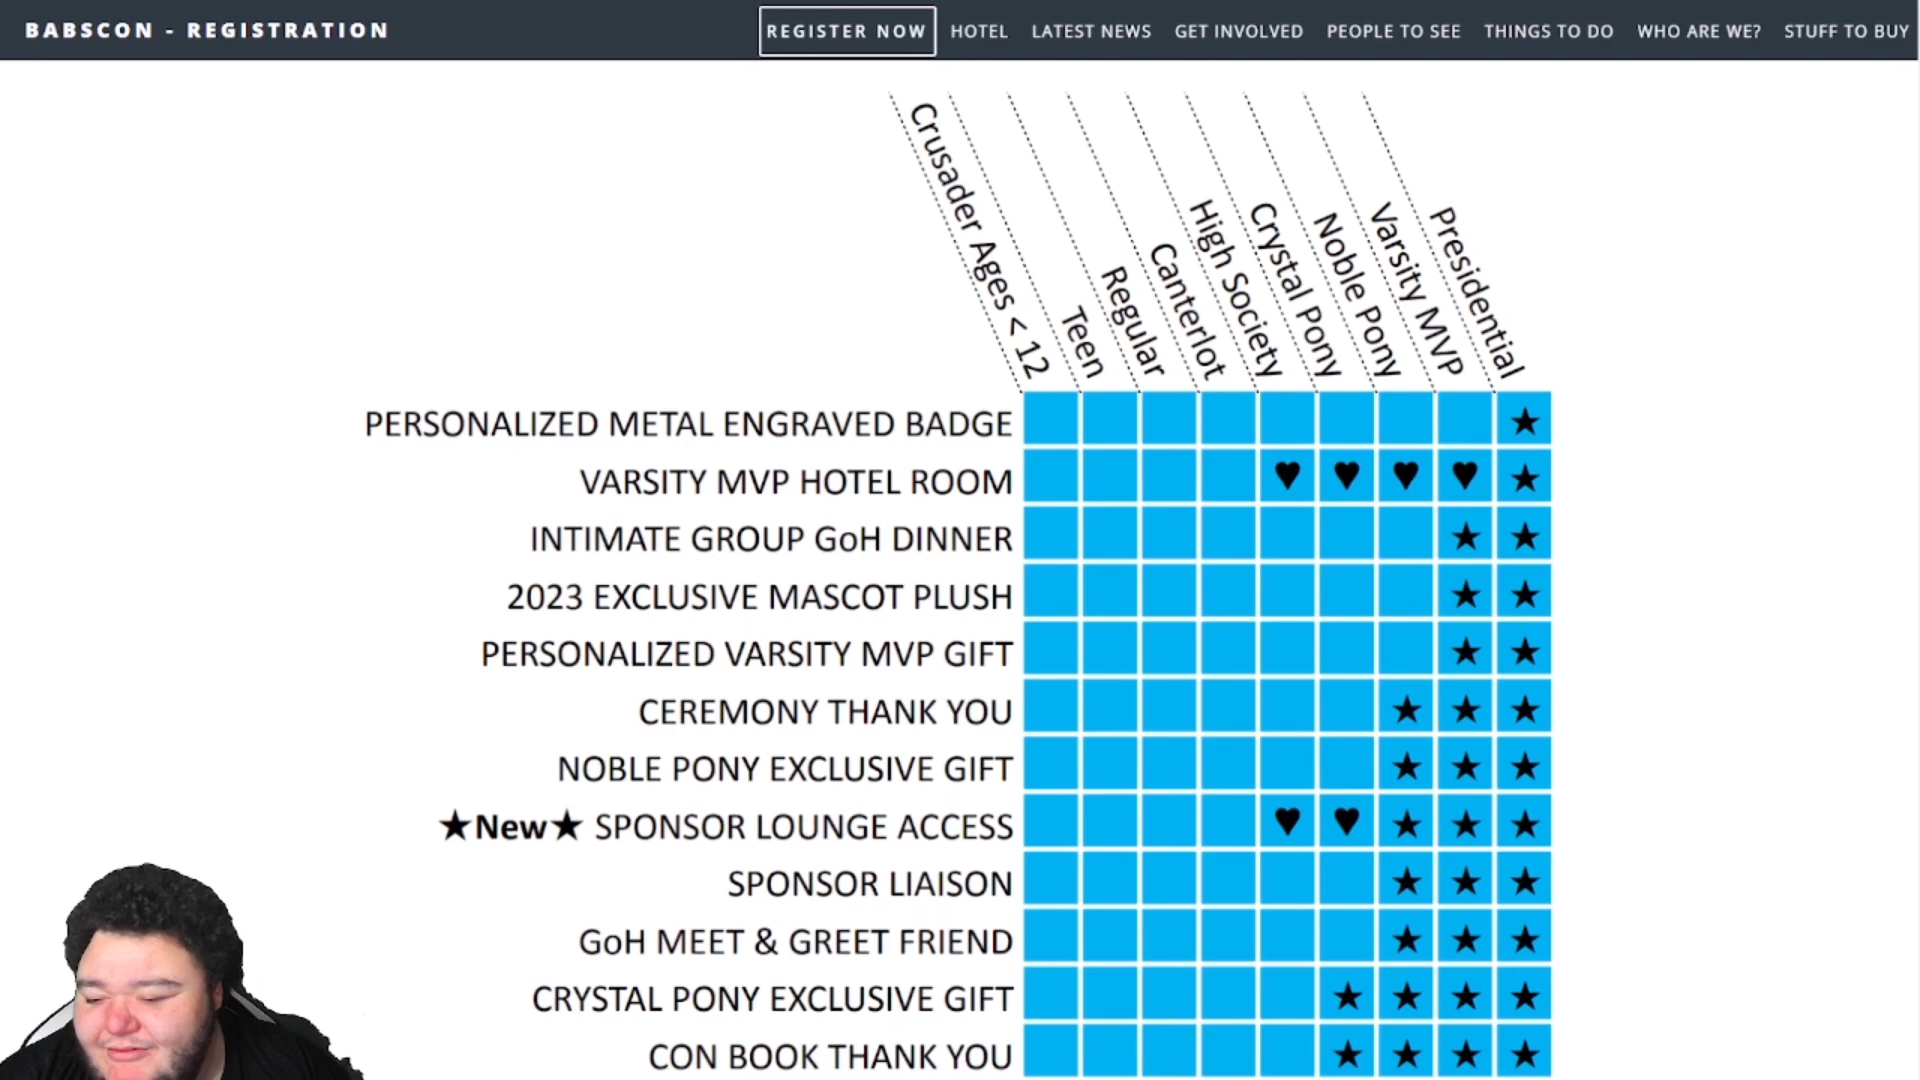 BABSCON - REGISTRATION
REGISTER NOW
HOTEL
LATEST NEWS
GET INVOLVED
PEOPLE TO SEE
THINGS TO DO
WHO ARE WE?
STUFF TO BUY
Crusader Ages < 12
Teen
Regular
Canterlot
High Society
Crystal Pony
Noble Pony
Varsity MVP
Presidential
PERSONALIZED METAL ENGRAVED BADGE
VARSITY MVP HOTEL ROOM
INTIMATE GROUP GoH DINNER
2023 EXCLUSIVE MASCOT PLUSH
PERSONALIZED VARSITY MVP GIFT
CEREMONY THANK YOU
NOBLE PONY EXCLUSIVE GIFT
★New★ SPONSOR LOUNGE ACCESS
SPONSOR LIAISON
GoH MEET & GREET FRIEND
CRYSTAL PONY EXCLUSIVE GIFT
CON BOOK THANK YOU